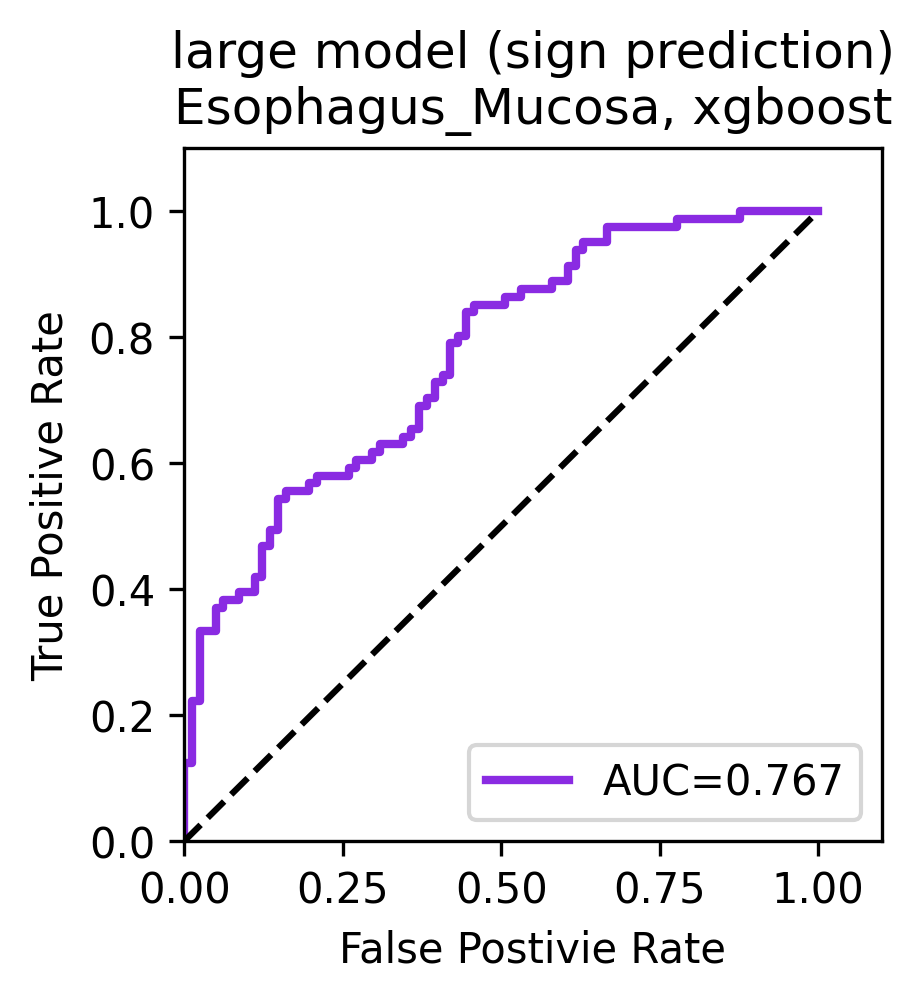 large model (sign prediction)
Esophagus_Mucosa, xgboost
True Positive Rate
1.0
0.8
0.6
0.4
0.2
0.0
AUC=0.767
0.00 0.25 0.50 0.75 1.00
False Postivie Rate